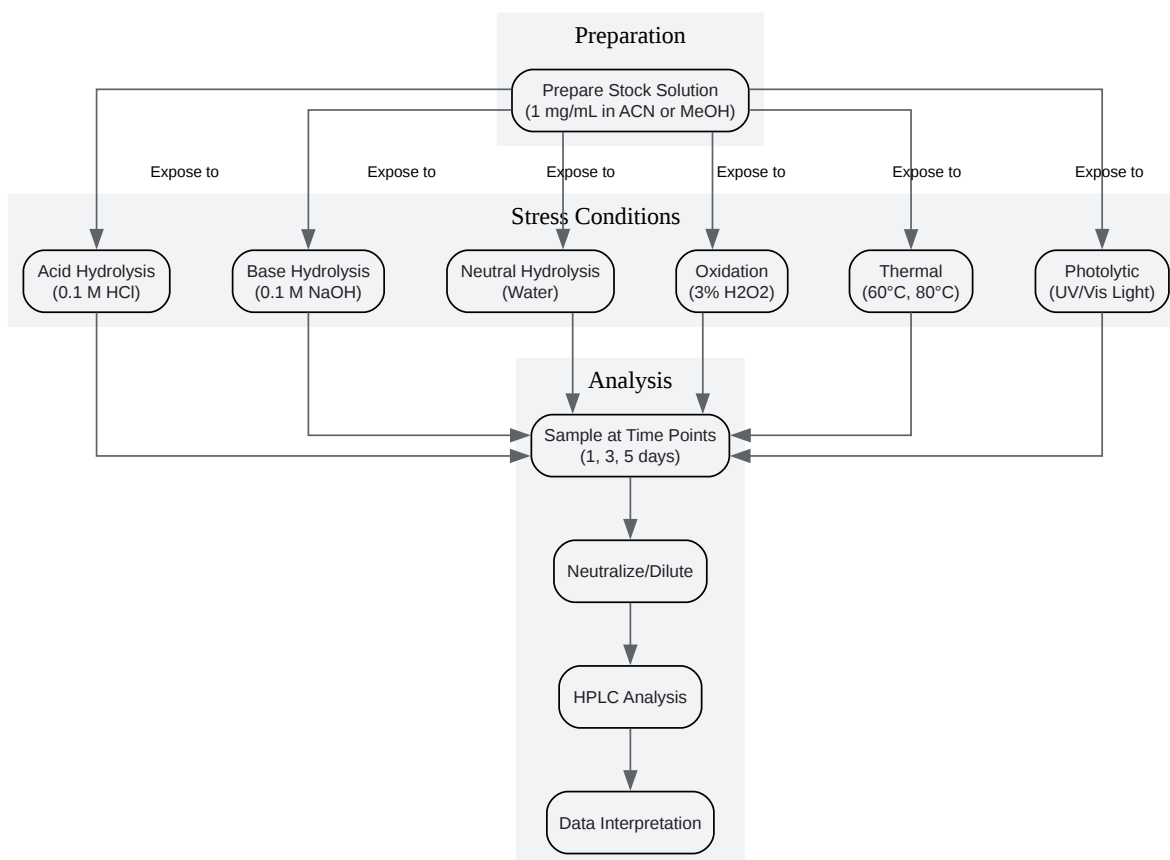 Preparation
Prepare Stock Solution
(1 mg/mL in ACN or MeOH)
Expose to
Expose to
Expose to
Expose to
Expose to
Expose to
Stress Conditions
Acid Hydrolysis
(0.1 M HCl)
Base Hydrolysis
(0.1 M NaOH)
Neutral Hydrolysis
(Water)
Oxidation
(3% H2O2)
Thermal
(60°C, 80°C)
Photolytic
(UV/Vis Light)
Analysis
Sample at Time Points
(1, 3, 5 days)
Neutralize/Dilute
HPLC Analysis
Data Interpretation